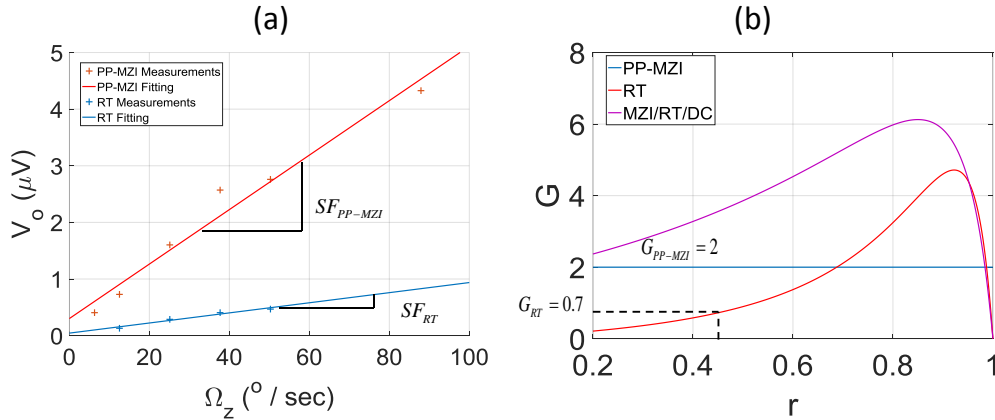 (a)
5
4
3
2
1
0
0 20 40 60 80 100
V_o (μV)
Ω_z (° / sec)
PP-MZI Measurements
PP-MZI Fitting
RT Measurements
RT Fitting
SF_PP−MZI
SF_RT
(b)
8
6
4
2
0
0.2 0.4 0.6 0.8 1
G
r
PP-MZI
RT
MZI/RT/DC
G_PP−MZI = 2
G_RT = 0.7